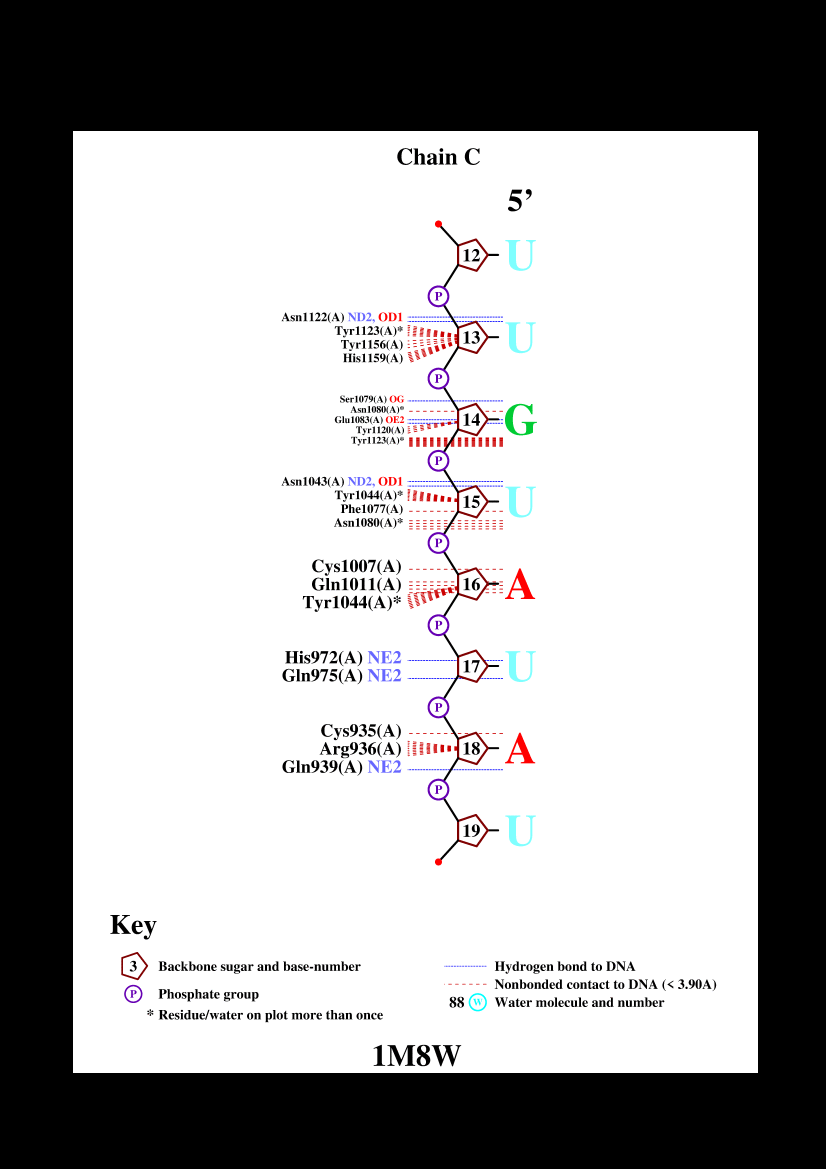 Chain C
5’
12 U
P
Asn1122(A) ND2, OD1
Tyr1123(A)*
13 U
Tyr1156(A)
His1159(A)
P
Ser1079(A) OG
Asn1080(A)*
Glu1083(A) OE2
14 G
Tyr1120(A)
Tyr1123(A)*
P
Asn1043(A) ND2, OD1
Tyr1044(A)*
15 U
Phe1077(A)
Asn1080(A)*
P
Cys1007(A)
Gln1011(A) 16 A
Tyr1044(A)*
P
His972(A) NE2
17 U
Gln975(A) NE2
P
Cys935(A)
Arg936(A) 18 A
Gln939(A) NE2
P
19 U
Key
3 Backbone sugar and base-number
P Phosphate group
* Residue/water on plot more than once
Hydrogen bond to DNA
Nonbonded contact to DNA (< 3.90A)
88 W Water molecule and number
1M8W